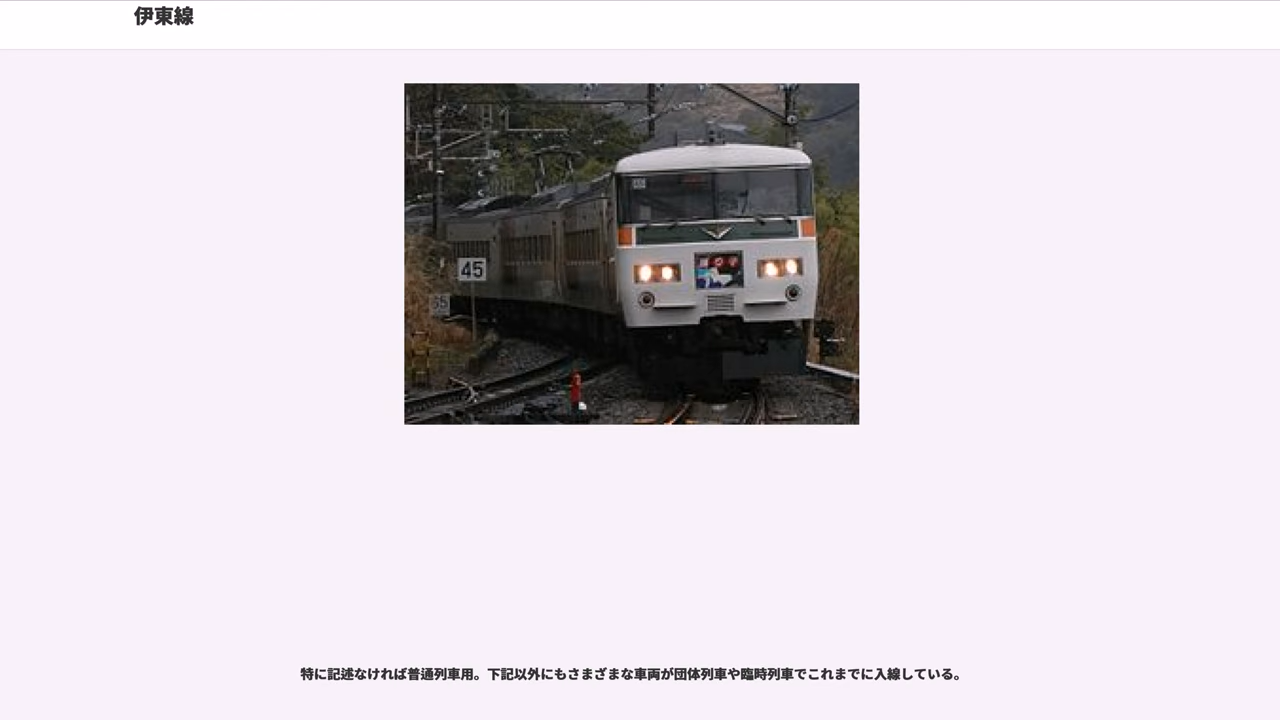 伊東線
45
55
特に記述なければ普通列車用。下記以外にもさまざまな車両が団体列車や臨時列車でこれまでに入線している。